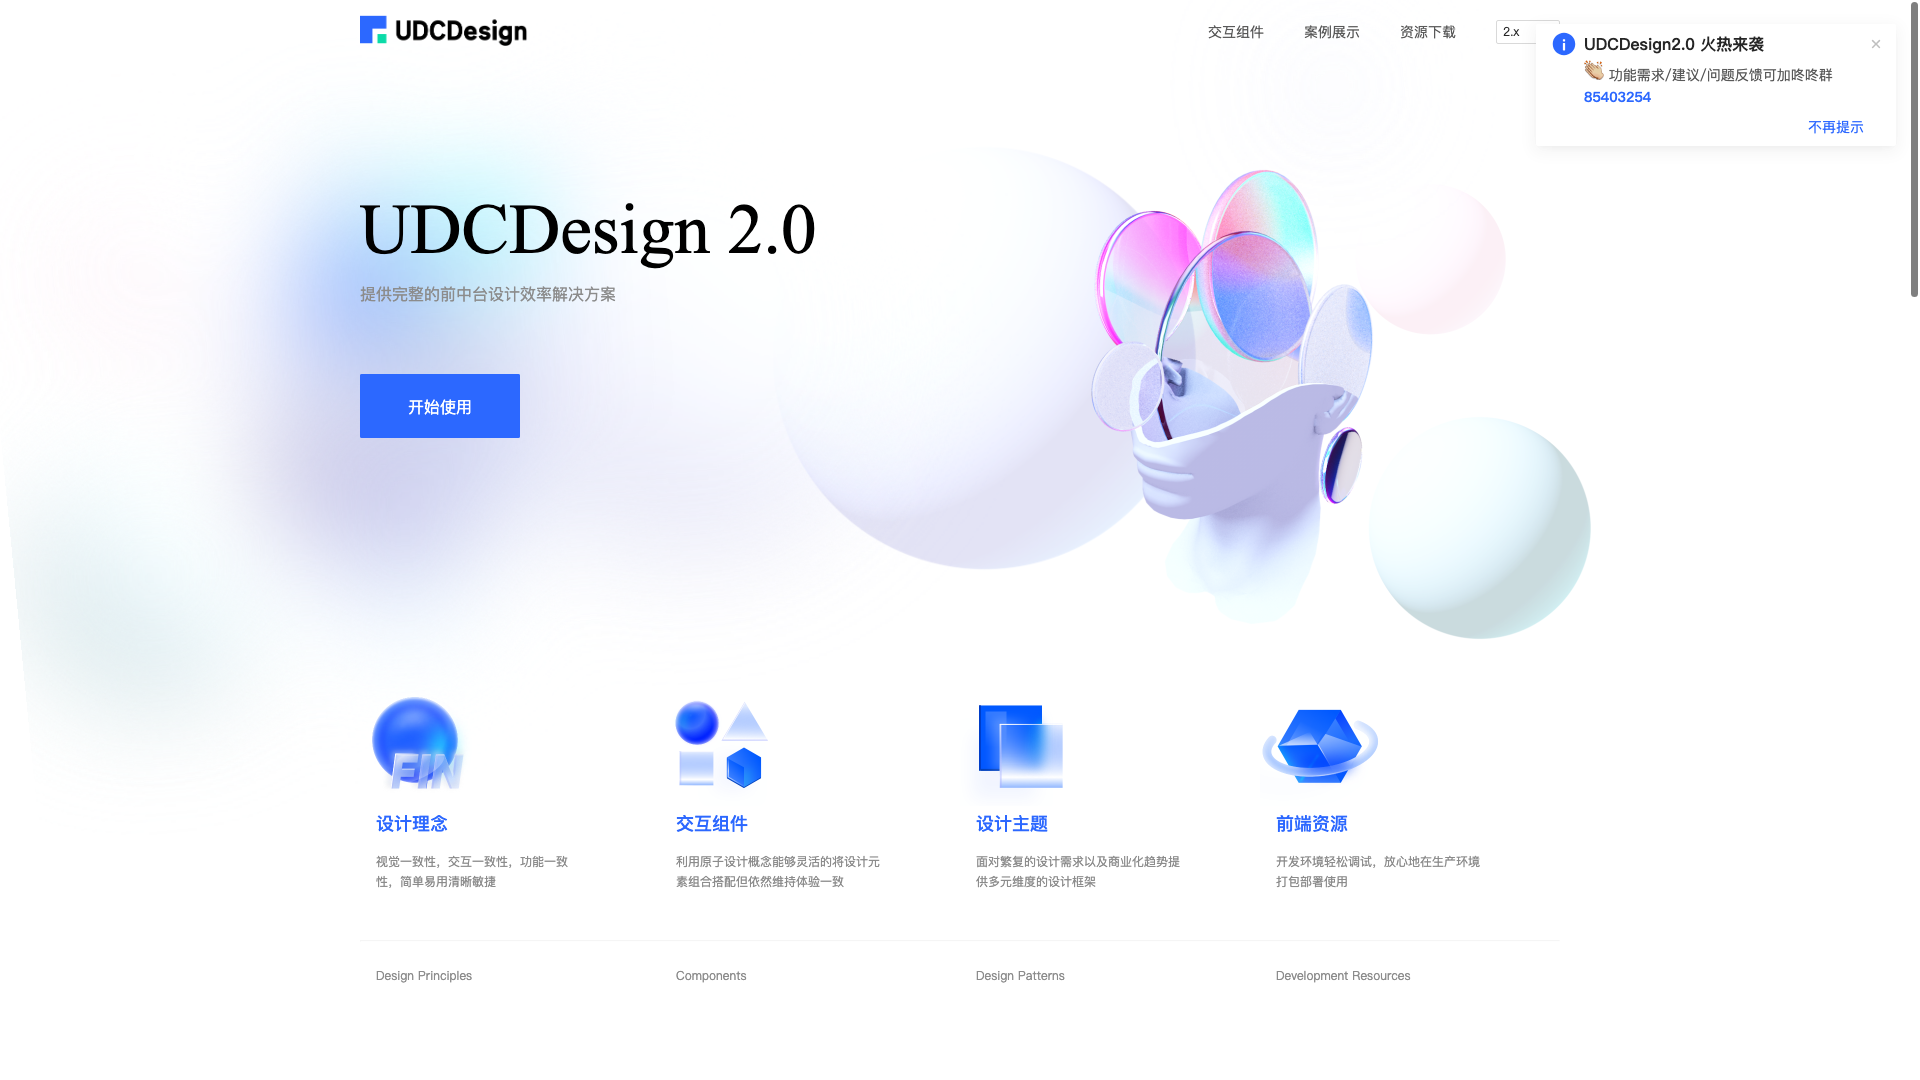 UDCDesign
交互组件
案例展示
资源下载
2.x
UDCDesign2.0 火热来袭
👏🏻 功能需求/建议/问题反馈可加咚咚群
85403254
不再提示
UDCDesign 2.0
提供完整的前中台设计效率解决方案
开始使用
FIN
设计理念
视觉一致性，交互一致性，功能一致
性，简单易用清晰敏捷
交互组件
利用原子设计概念能够灵活的将设计元
素组合搭配但依然维持体验一致
设计主题
面对繁复的设计需求以及商业化趋势提
供多元维度的设计框架
前端资源
开发环境轻松调试，放心地在生产环境
打包部署使用
Design Principles
Components
Design Patterns
Development Resources